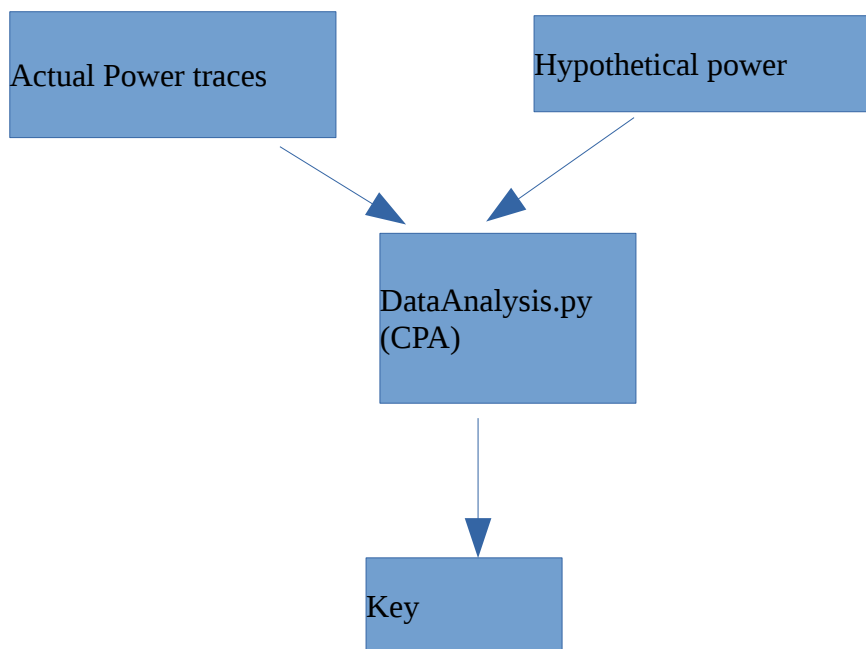 Actual Power traces
Hypothetical power
DataAnalysis.py
(CPA)
Key